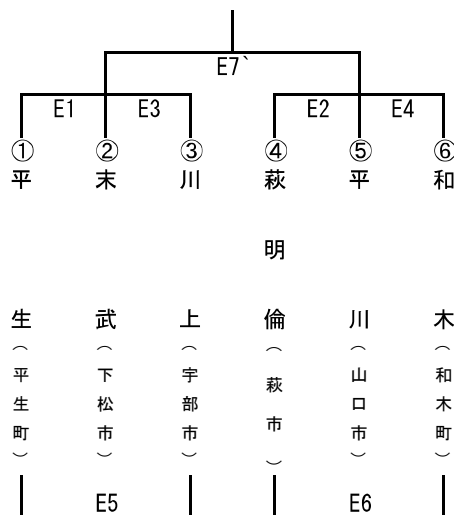 E7`
E1 E3 E2 E4
① ② ③ ④ ⑤ ⑥
平生(平生町)
末武(下松市)
川上(宇部市)
萩明倫(萩市)
平川(山口市)
和木(和木町)
E5 E6